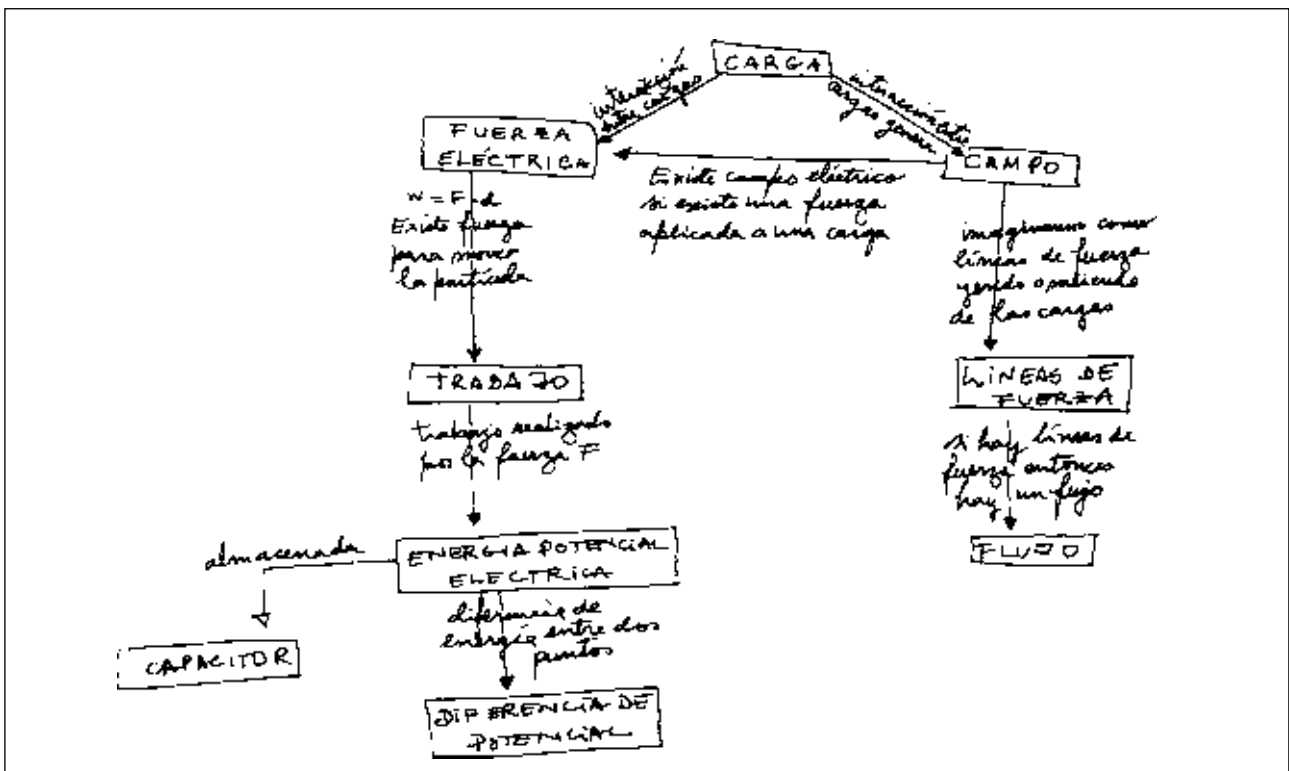 CARGA
interacción
entre cargas
interacción entre
cargas genera
FUERZA
ELÉCTRICA
CAMPO
Existe campo eléctrico
si existe una fuerza
aplicada a una carga
W = F·d
Existe fuerza
para mover
la partícula
imaginamos como
líneas de fuerza
yendo o saliendo
de las cargas
TRABAJO
LÍNEAS DE
FUERZA
trabajo realizado
por la fuerza F
si hay líneas de
fuerza entonces
hay un flujo
almacenada
ENERGÍA POTENCIAL
ELECTRICA
FLUJO
diferencia de
energía entre dos
puntos
CAPACITOR
DIFERENCIA DE
POTENCIAL